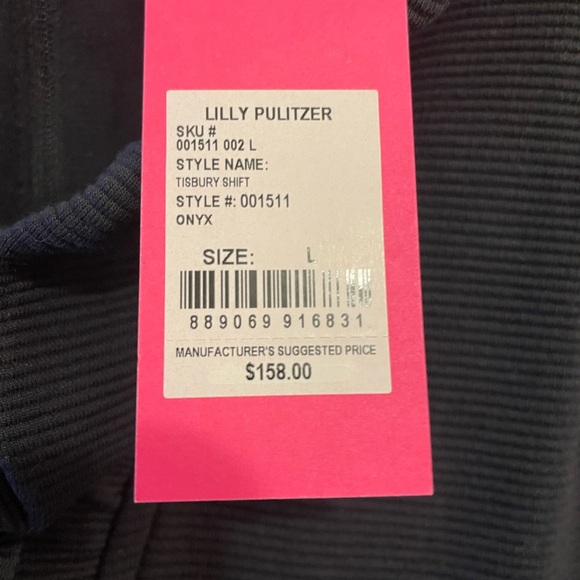 LILLY PULITZER
SKU #
001511 002 L
STYLE NAME:
TISBURY SHIFT
STYLE #: 001511
ONYX
SIZE: L
889069 916831
MANUFACTURER'S SUGGESTED PRICE
$158.00